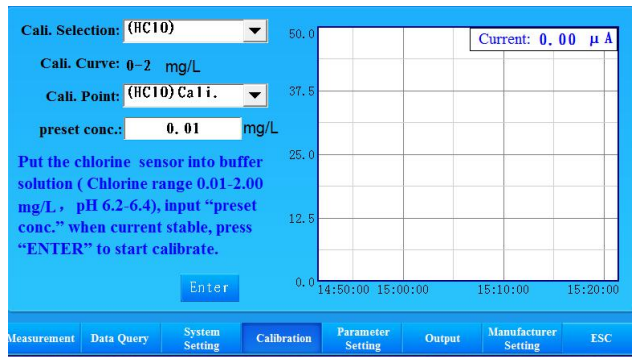 Cali. Selection: (HClO)
Cali. Curve: 0-2 mg/L
Cali. Point: (HClO)Cali.
preset conc.: 0.01 mg/L
Put the chlorine sensor into buffer
solution ( Chlorine range 0.01-2.00
mg/L， pH 6.2-6.4), input “preset
conc.” when current stable, press
“ENTER” to start calibrate.
Enter
Current: 0.00 μA
50.0
37.5
25.0
12.5
0.0
14:50:00 15:00:00 15:10:00 15:20:00
Measurement Data Query System Setting Calibration Parameter Setting Output Manufacturer Setting ESC